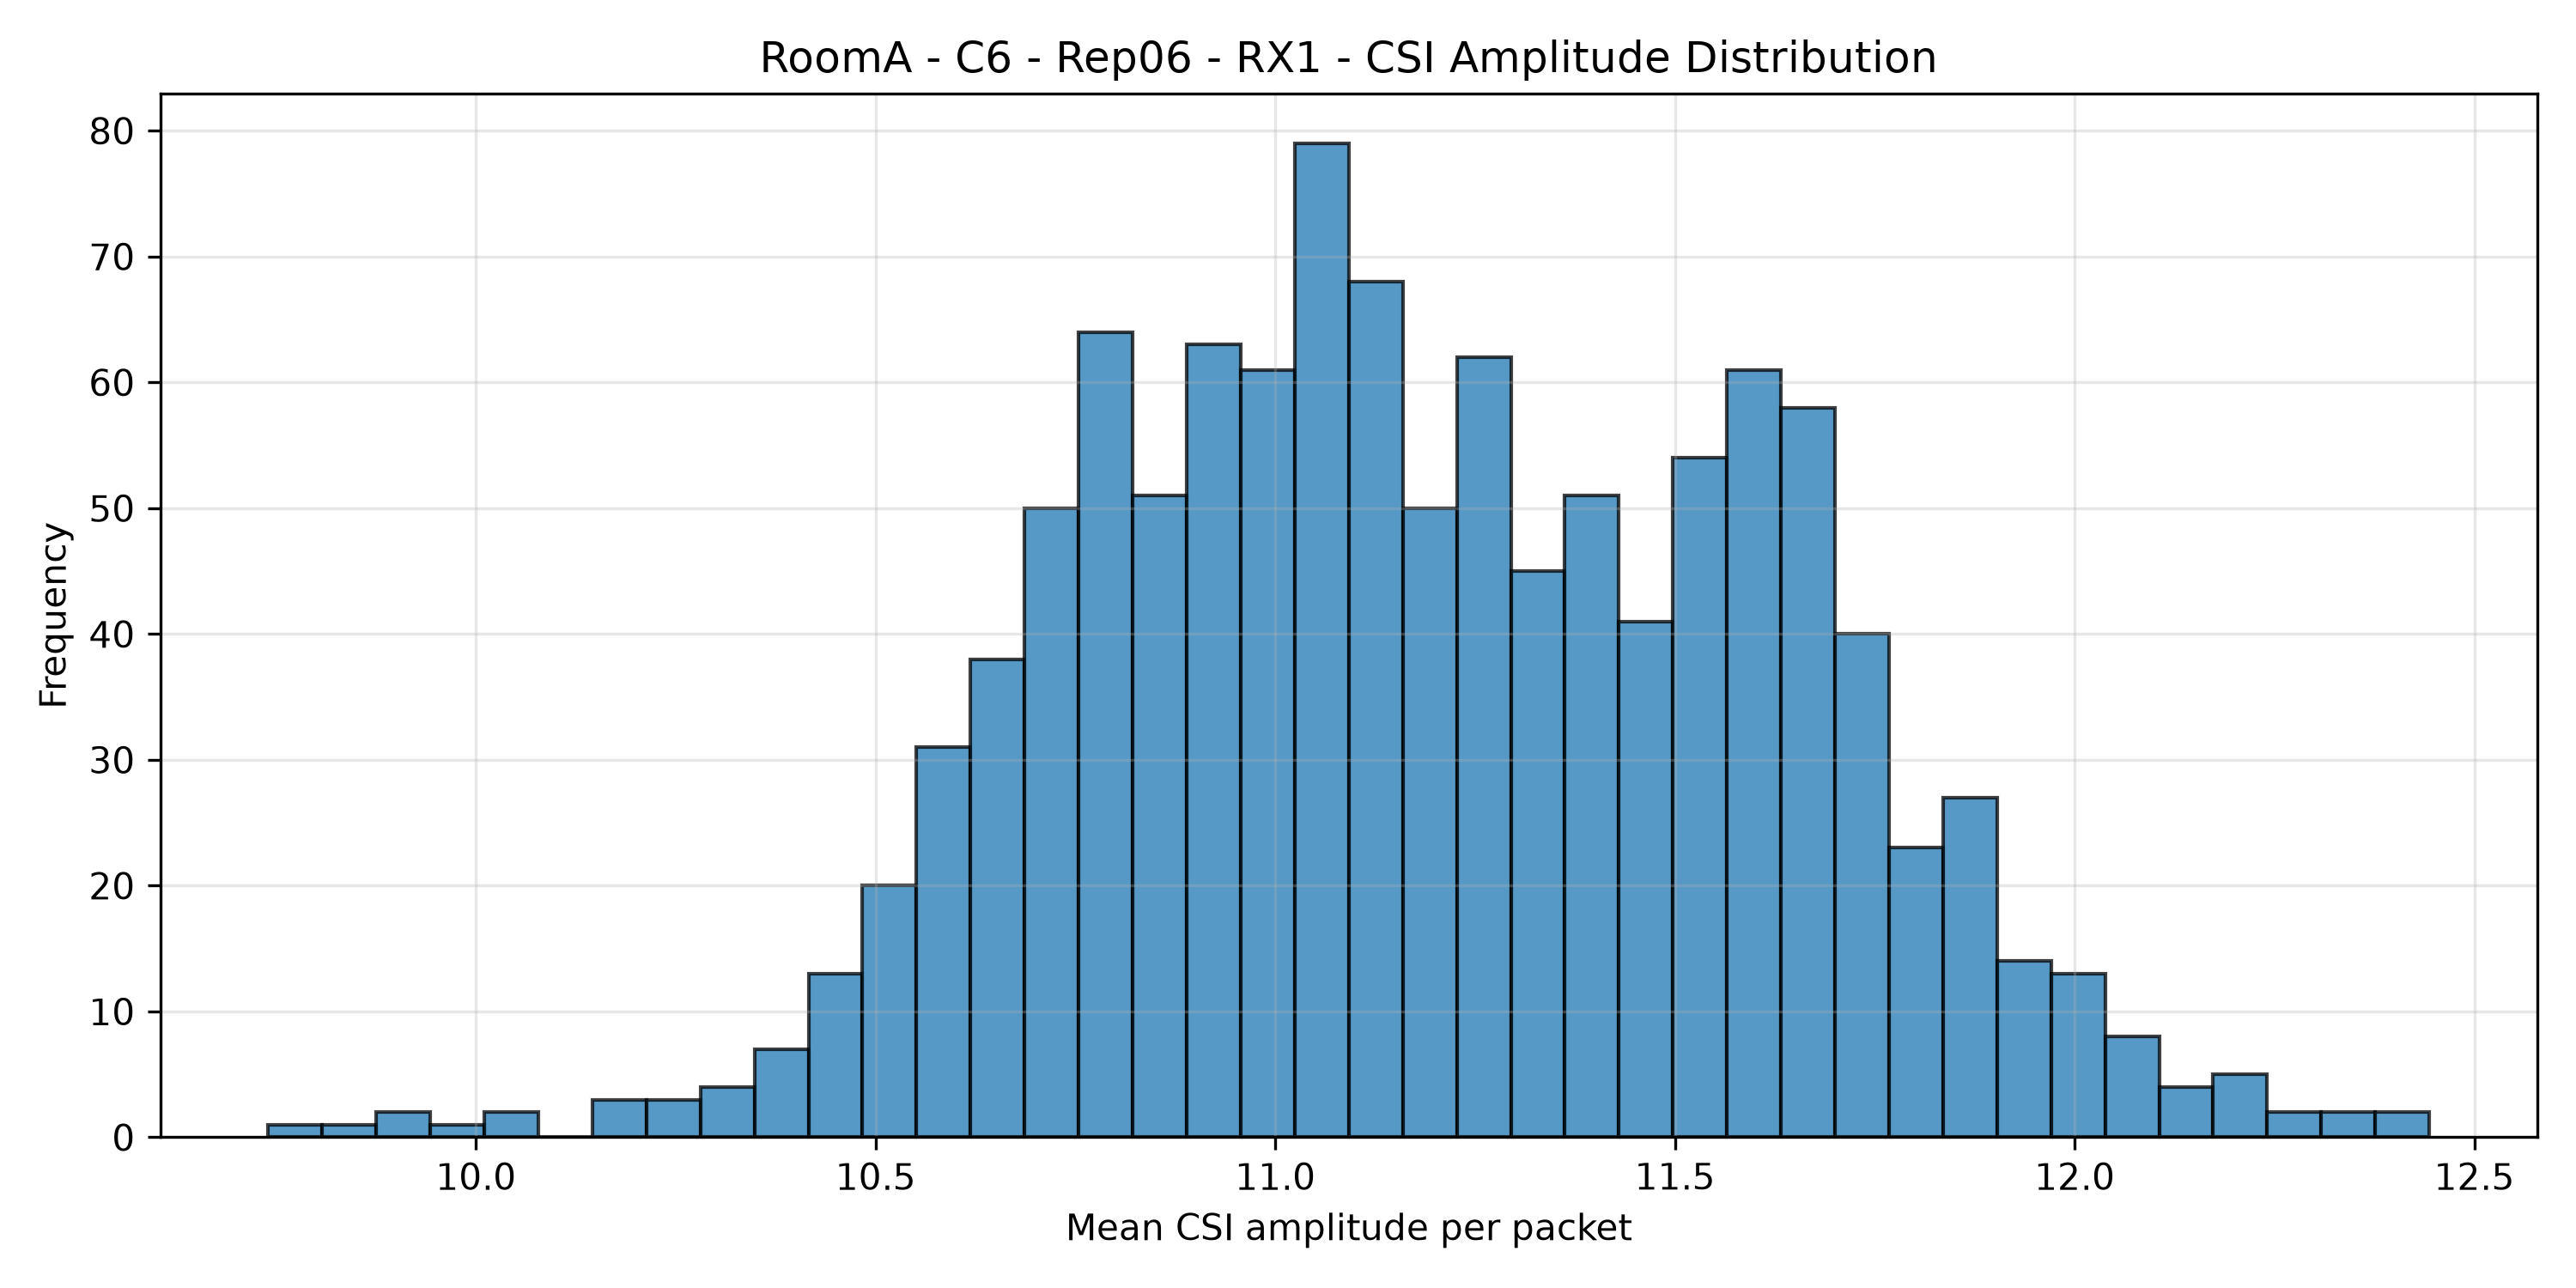 RoomA - C6 - Rep06 - RX1 - CSI Amplitude Distribution
80
70
60
50
40
30
20
10
0
Frequency
10.0 10.5 11.0 11.5 12.0 12.5
Mean CSI amplitude per packet